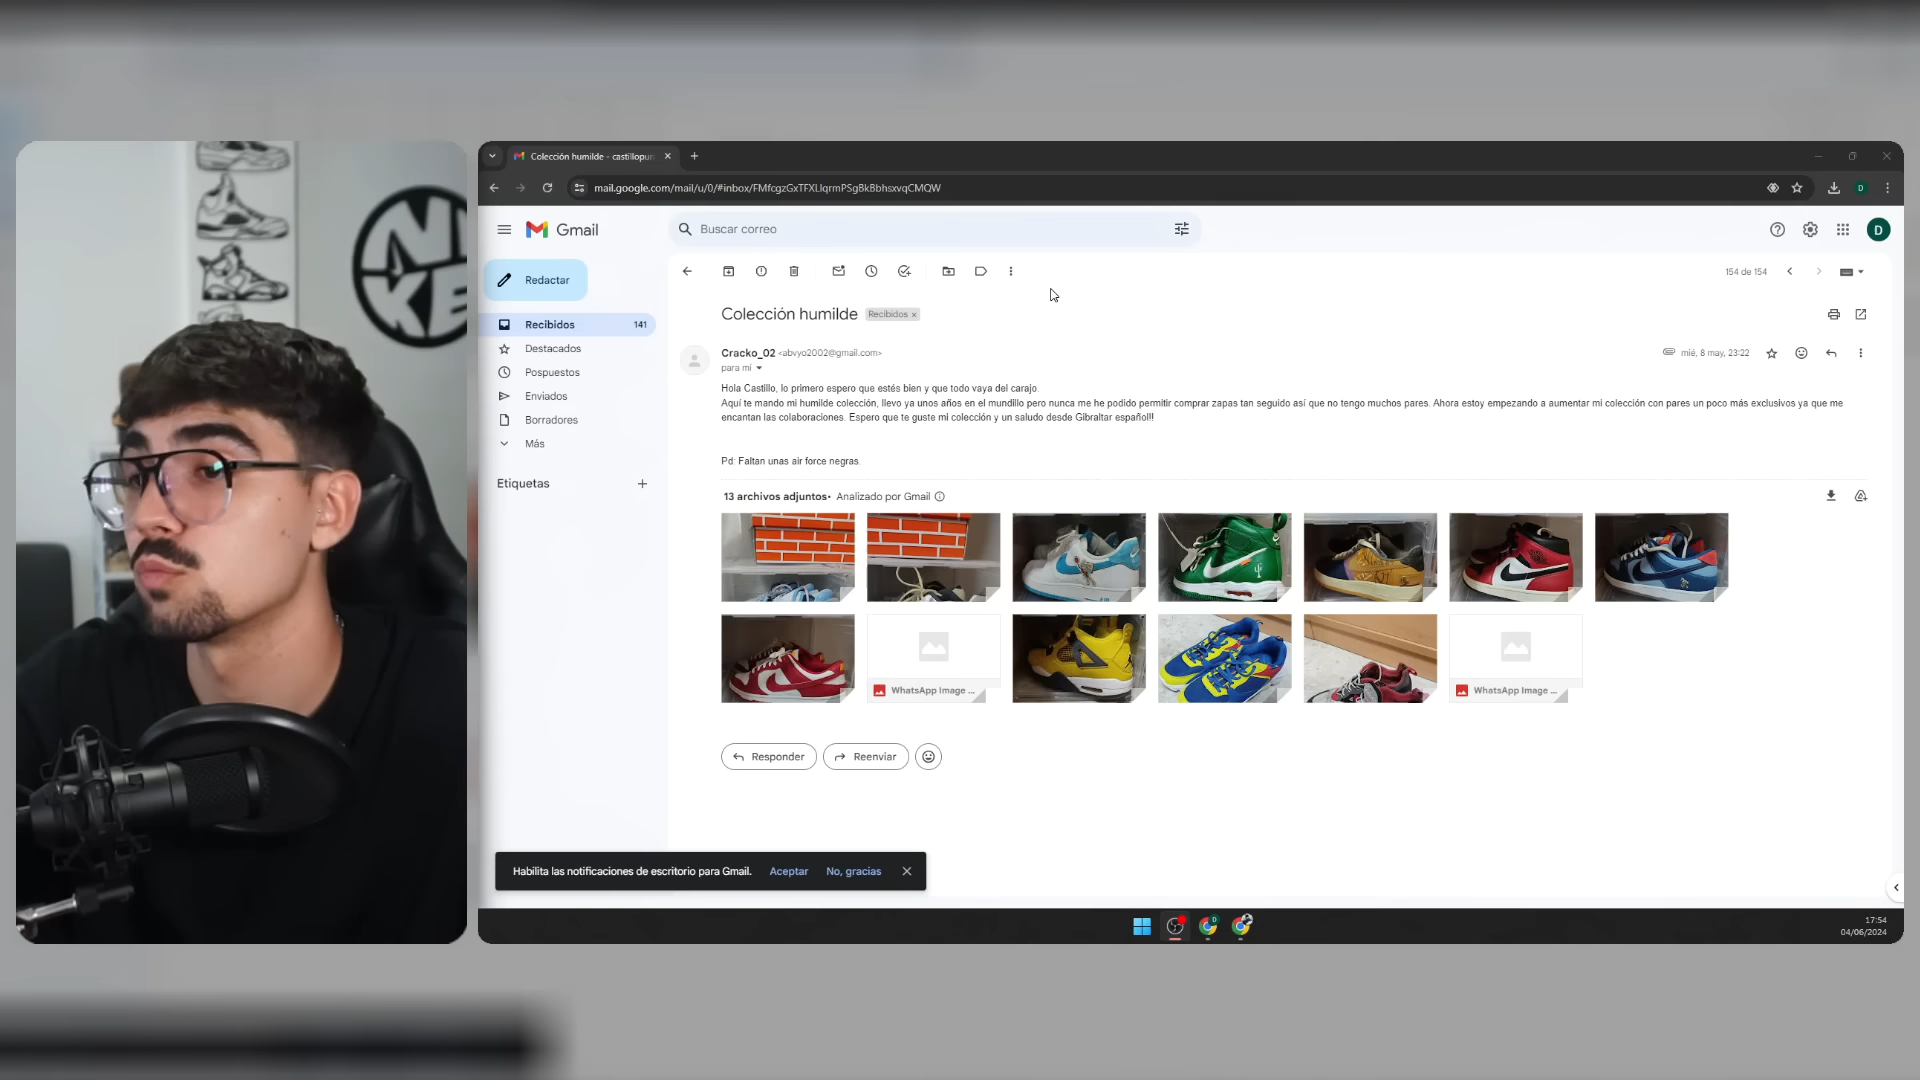 NI
KE
Colección humilde - castillopun
mail.google.com/mail/u/0/#inbox/FMfcgzGxTFXLlqrmPSgBkBbhsxvqCMQW
D
Gmail
Buscar correo
D
Redactar
154 de 154
Recibidos 141
Destacados
Pospuestos
Enviados
Borradores
Más
Etiquetas
Colección humilde Recibidos x
Cracko_02 <abvyo2002@gmail.com>
mié, 8 may, 23:22
para mí
Hola Castillo, lo primero espero que estés bien y que todo vaya del carajo.
Aquí te mando mi humilde colección, llevo ya unos años en el mundillo pero nunca me he podido permitir comprar zapas tan seguido así que no tengo muchos pares. Ahora estoy empezando a aumentar mi colección con pares un poco más exclusivos ya que me
encantan las colaboraciones. Espero que te guste mi colección y un saludo desde Gibraltar español!!
Pd: Faltan unas air force negras.
13 archivos adjuntos• Analizado por Gmail
WhatsApp Image ...
WhatsApp Image ...
Responder
Reenviar
Habilita las notificaciones de escritorio para Gmail. Aceptar No, gracias
17:54
04/06/2024